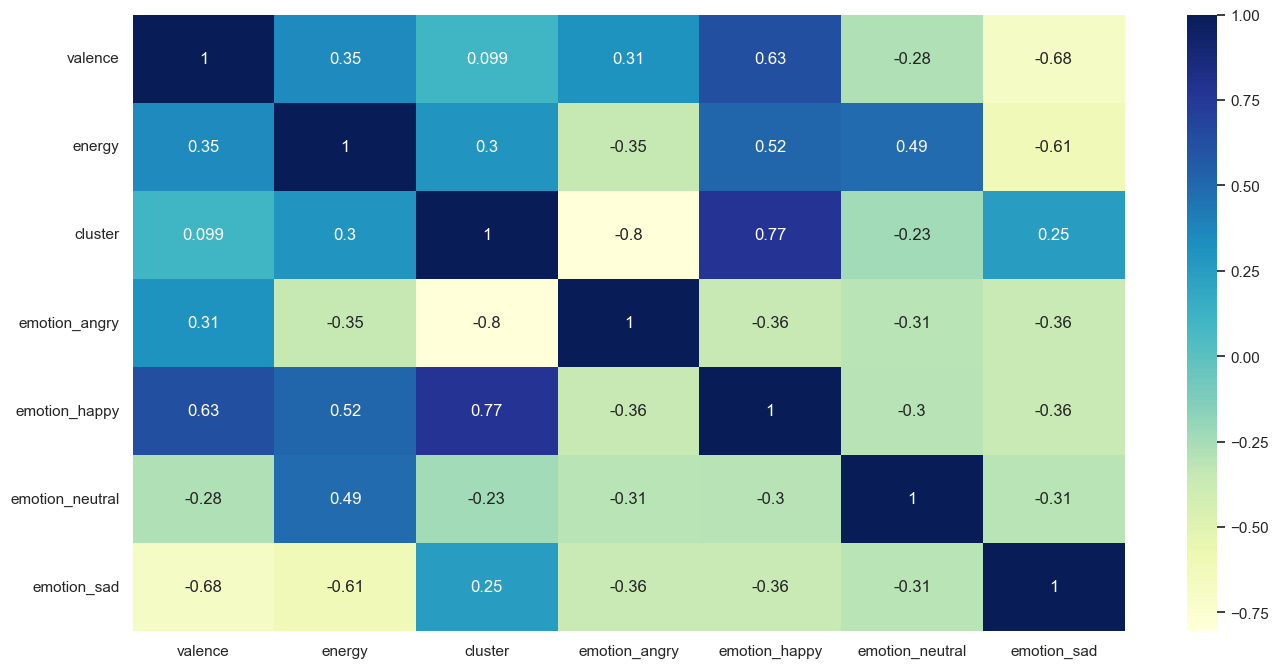 valence 1 0.35 0.099 0.31 0.63 -0.28 -0.68
energy 0.35 1 0.3 -0.35 0.52 0.49 -0.61
cluster 0.099 0.3 1 -0.8 0.77 -0.23 0.25
emotion_angry 0.31 -0.35 -0.8 1 -0.36 -0.31 -0.36
emotion_happy 0.63 0.52 0.77 -0.36 1 -0.3 -0.36
emotion_neutral -0.28 0.49 -0.23 -0.31 -0.3 1 -0.31
emotion_sad -0.68 -0.61 0.25 -0.36 -0.36 -0.31 1
valence energy cluster emotion_angry emotion_happy emotion_neutral emotion_sad
1.00
0.75
0.50
0.25
0.00
−0.25
−0.50
−0.75